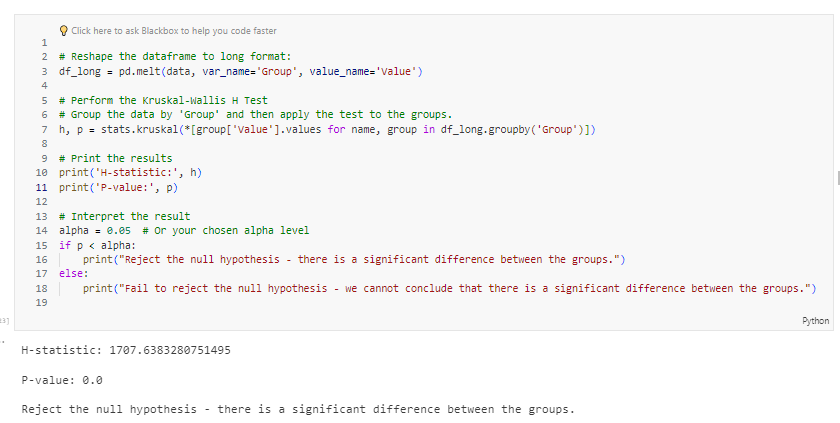 Click here to ask Blackbox to help you code faster
1
2 # Reshape the dataframe to long format:
3 df_long = pd.melt(data, var_name='Group', value_name='Value')
4
5 # Perform the Kruskal-Wallis H Test
6 # Group the data by 'Group' and then apply the test to the groups.
7 h, p = stats.kruskal(*[group['Value'].values for name, group in df_long.groupby('Group')])
8
9 # Print the results
10 print('H-statistic:', h)
11 print('P-value:', p)
12
13 # Interpret the result
14 alpha = 0.05  # Or your chosen alpha level
15 if p < alpha:
16     print("Reject the null hypothesis - there is a significant difference between the groups.")
17 else:
18     print("Fail to reject the null hypothesis - we cannot conclude that there is a significant difference between the groups.")
19
Python
H-statistic: 1707.6383280751495
P-value: 0.0
Reject the null hypothesis - there is a significant difference between the groups.